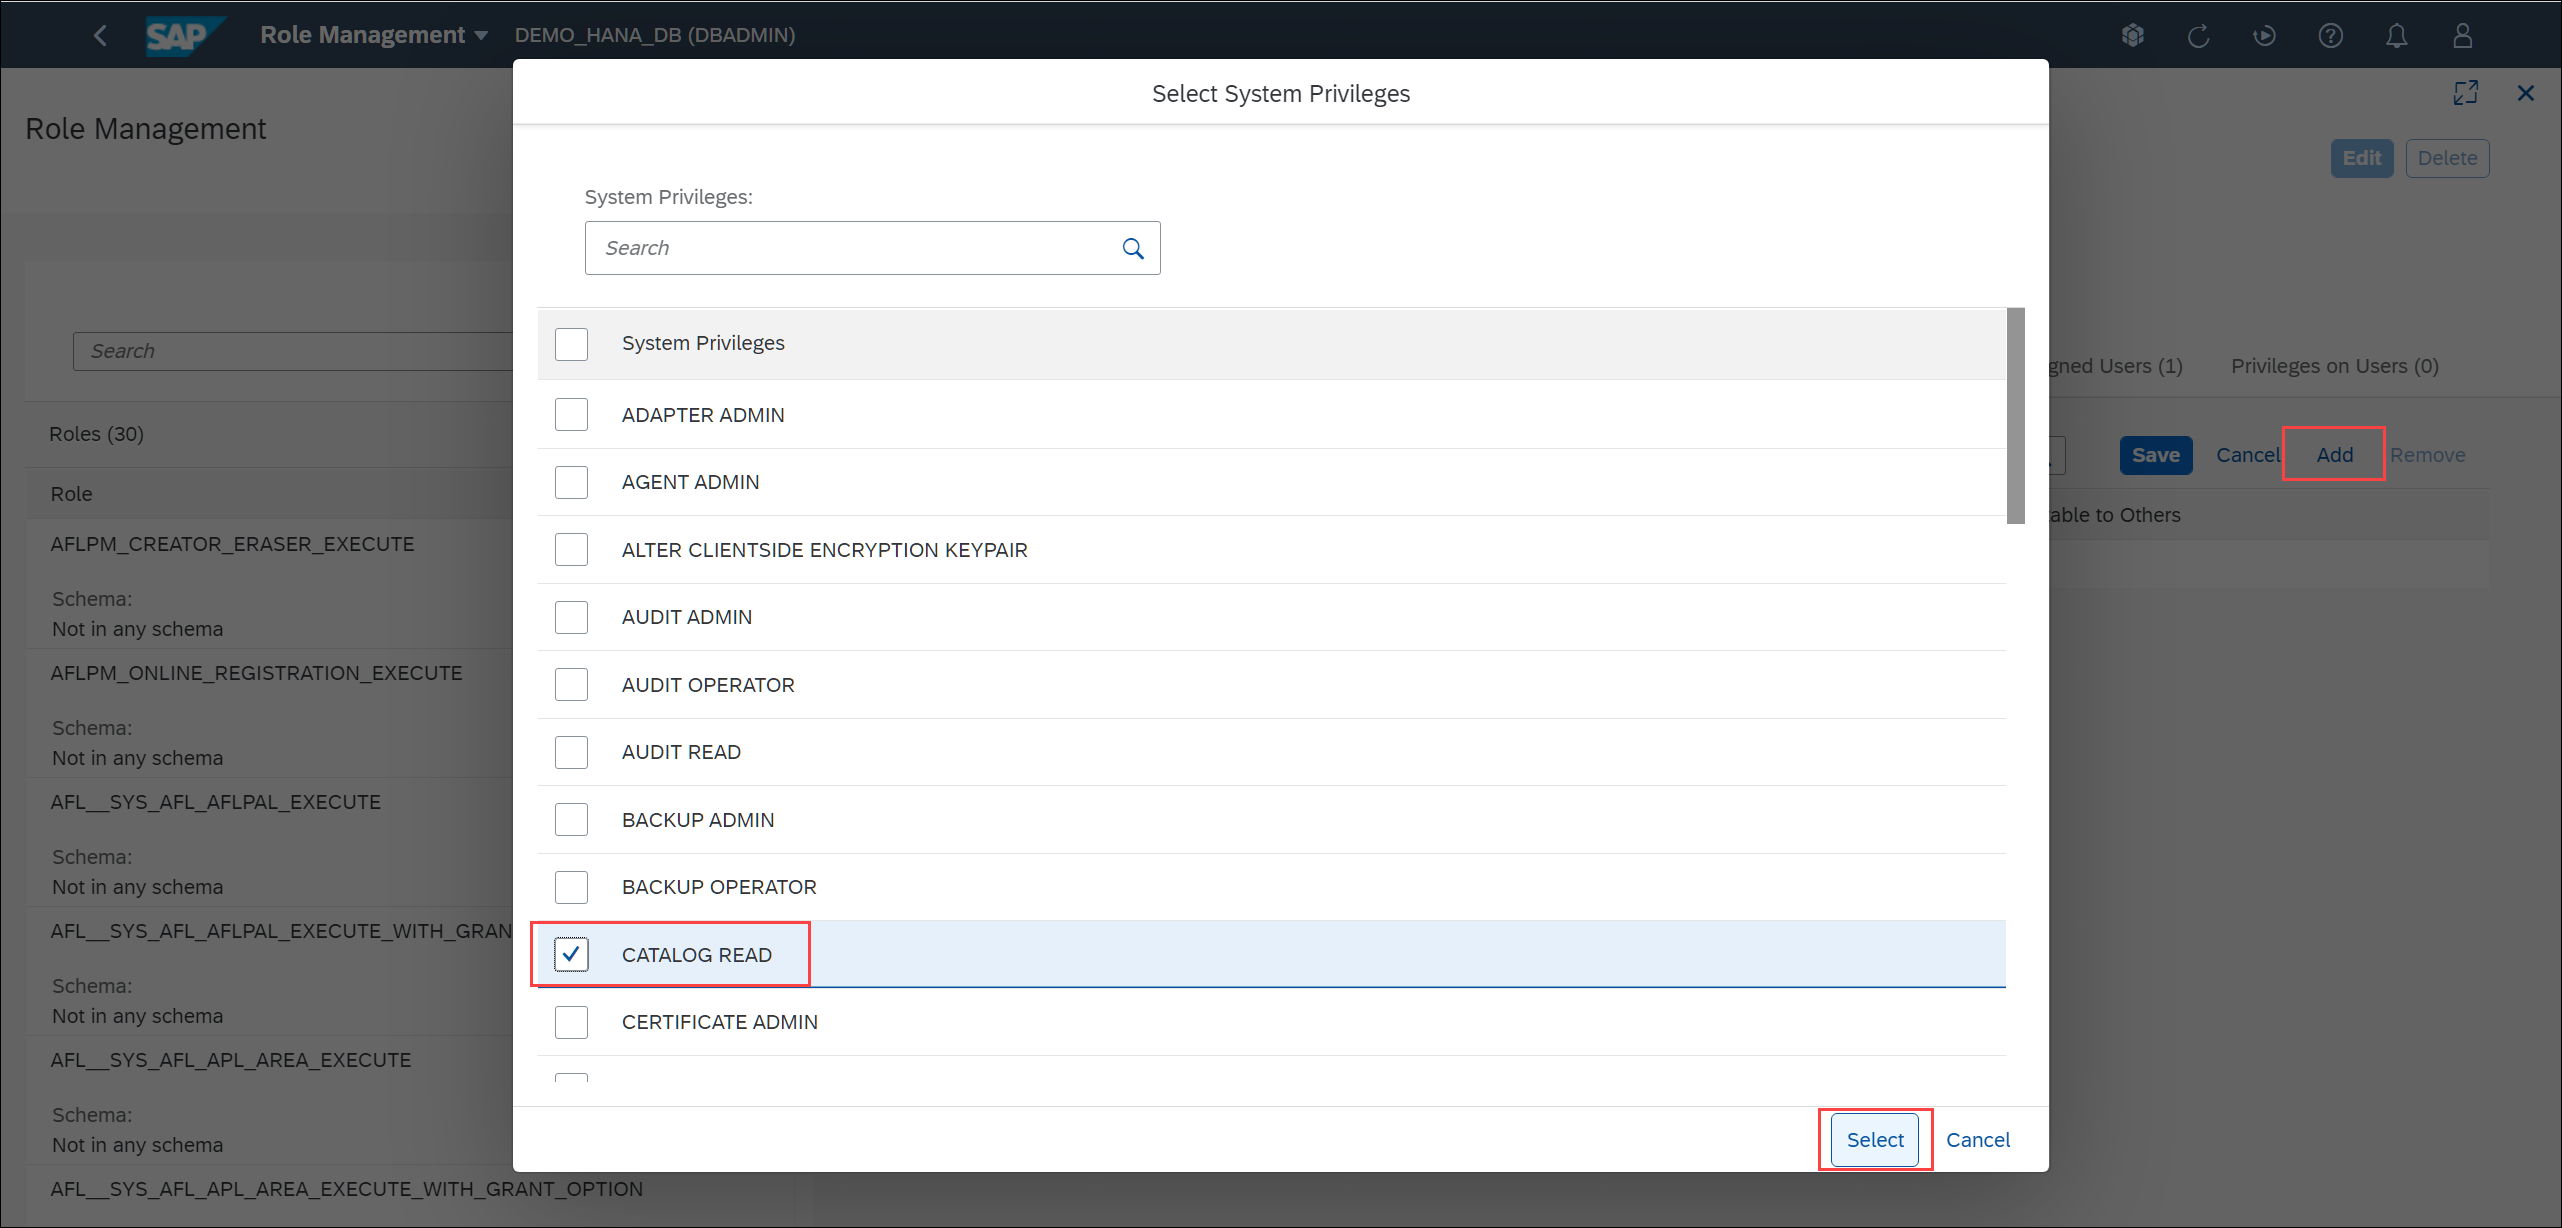 SAP Role Management DEMO_HANA_DB (DBADMIN)
Role Management
Edit Delete
Search
Users (1) Privileges on Users (0)
Roles (30)
Save Cancel Add Remove
Role
to Others
AFLPM_CREATOR_ERASER_EXECUTE
Schema:
Not in any schema
AFLPM_ONLINE_REGISTRATION_EXECUTE
Schema:
Not in any schema
AFL__SYS_AFL_AFLPAL_EXECUTE
Schema:
Not in any schema
AFL__SYS_AFL_AFLPAL_EXECUTE_WITH_GRAN
Schema:
Not in any schema
AFL__SYS_AFL_APL_AREA_EXECUTE
Schema:
Not in any schema
AFL__SYS_AFL_APL_AREA_EXECUTE_WITH_GRANT_OPTION
Select System Privileges
System Privileges:
Search
System Privileges
ADAPTER ADMIN
AGENT ADMIN
ALTER CLIENTSIDE ENCRYPTION KEYPAIR
AUDIT ADMIN
AUDIT OPERATOR
AUDIT READ
BACKUP ADMIN
BACKUP OPERATOR
CATALOG READ
CERTIFICATE ADMIN
Select Cancel